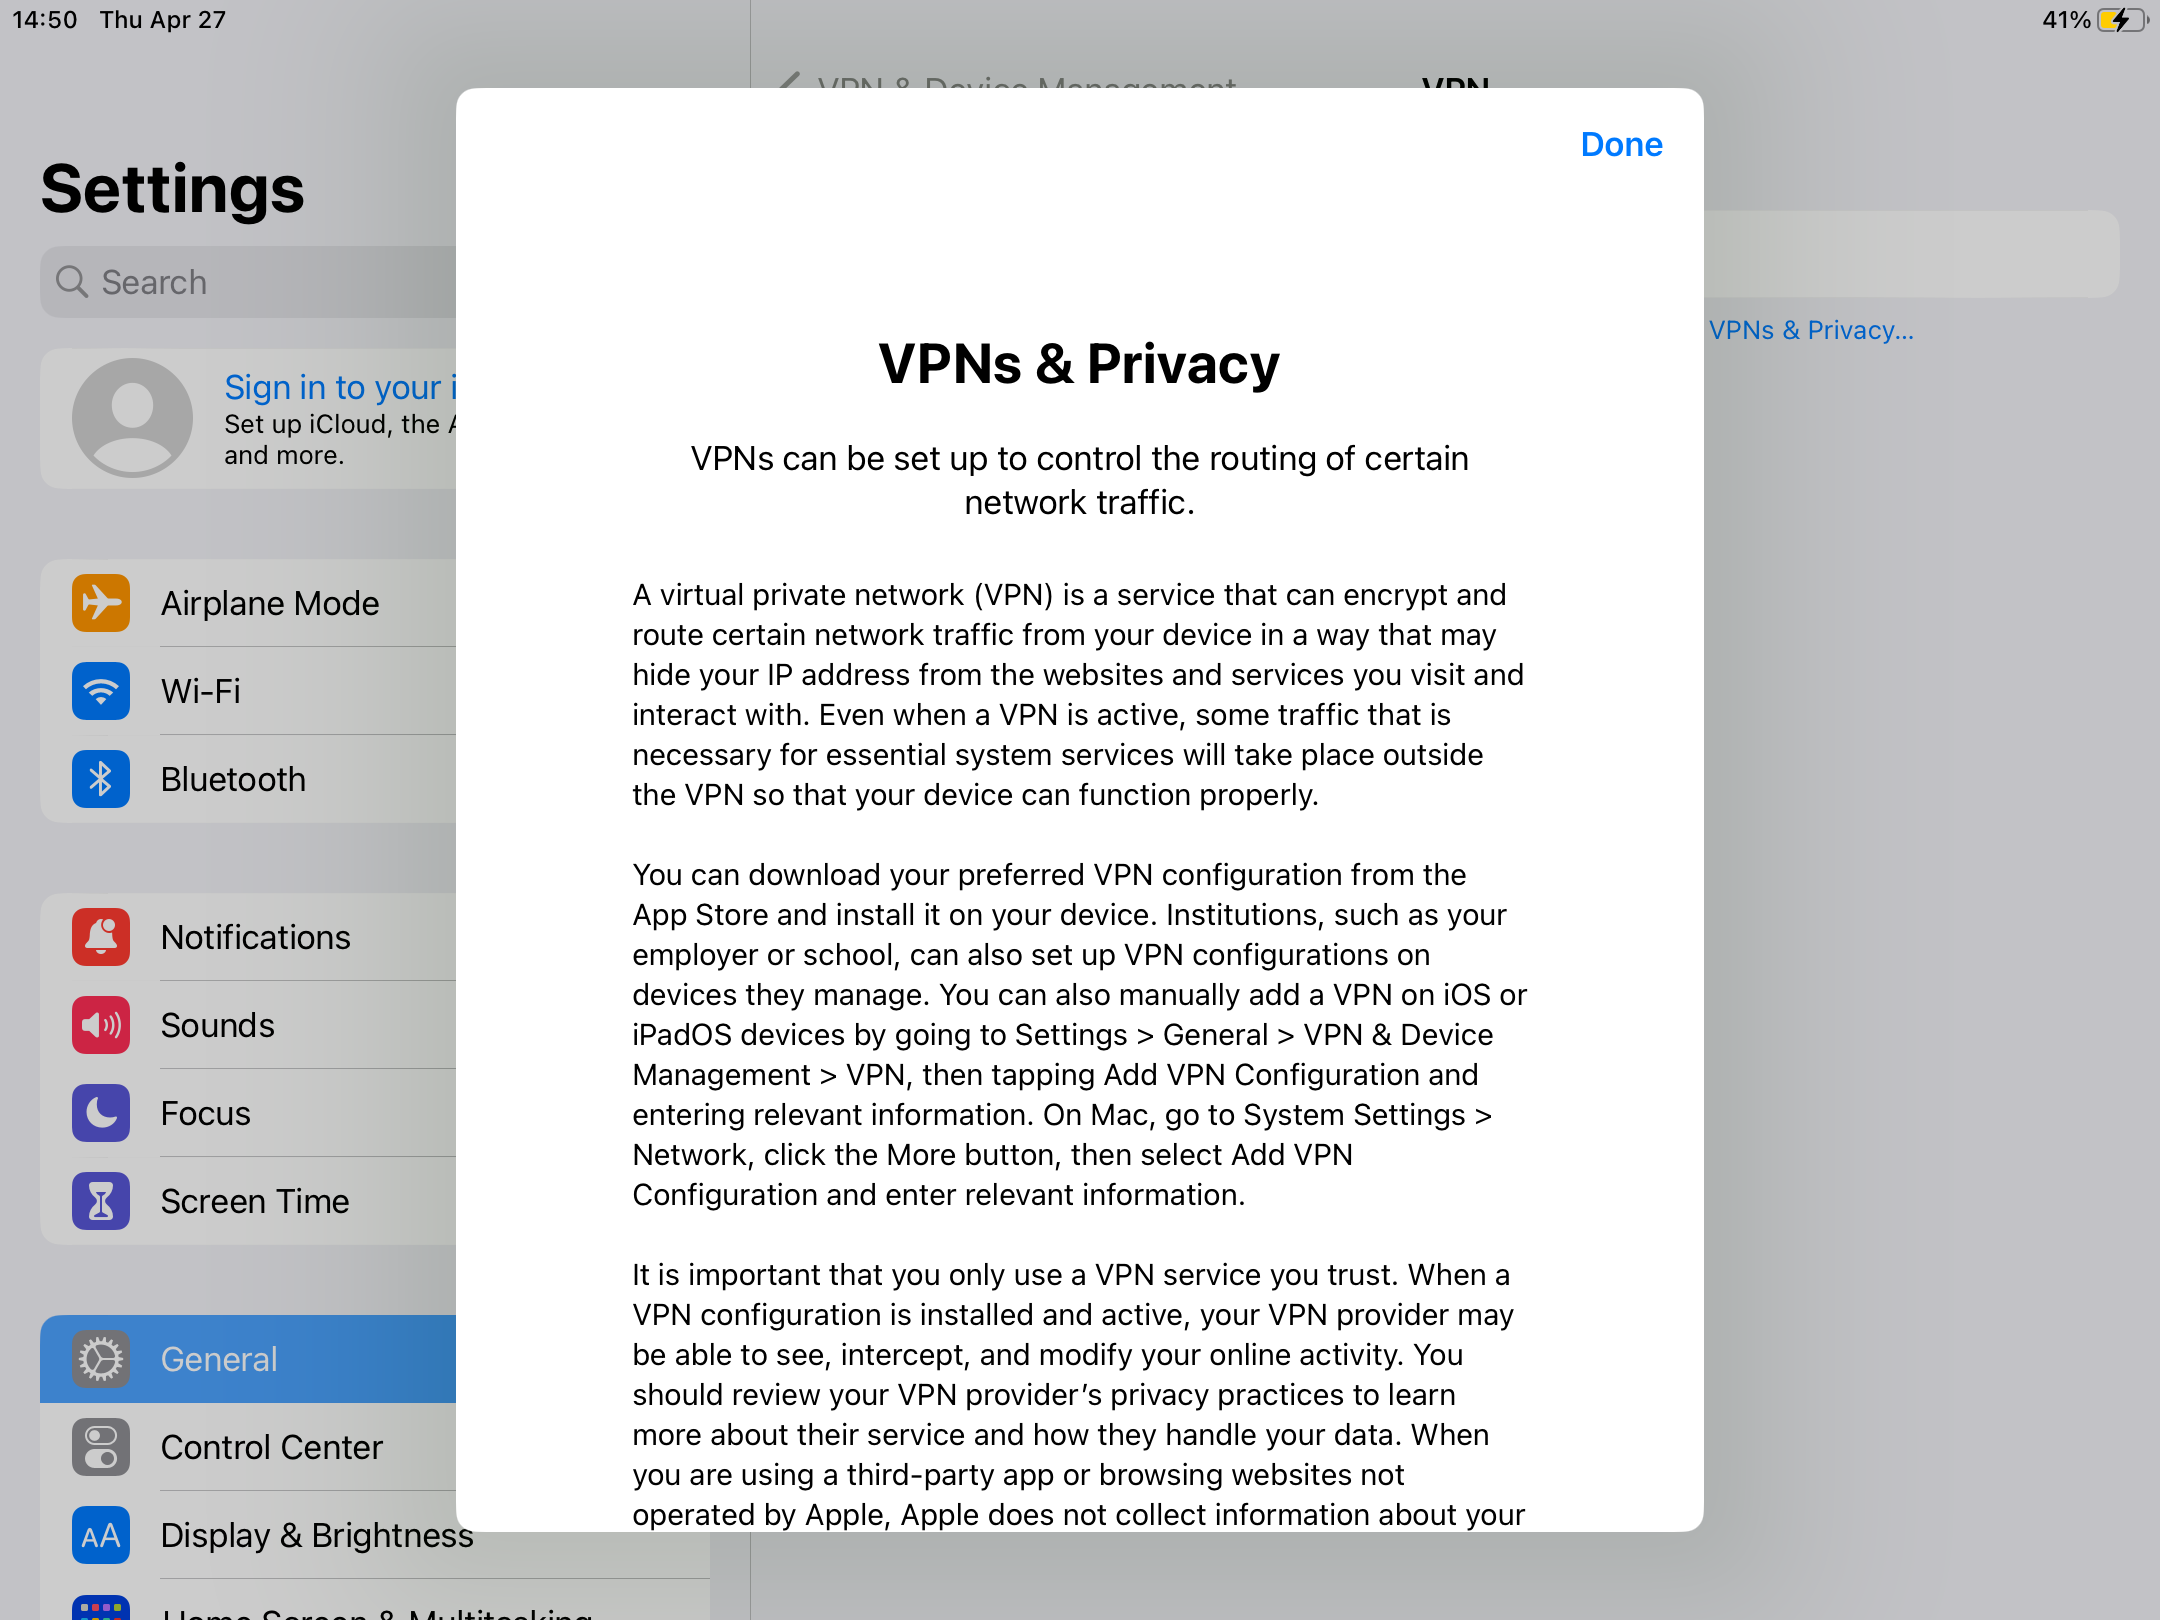 14:50 Thu Apr 27
41%
VPN & Device Management
VPN
Settings
Search
Sign in to your i
Set up iCloud, the A
and more.
Airplane Mode
Wi-Fi
Bluetooth
Notifications
Sounds
Focus
Screen Time
General
Control Center
AA Display & Brightness
Home Screen & Multitasking
VPNs & Privacy...
Done
VPNs & Privacy
VPNs can be set up to control the routing of certain
network traffic.
A virtual private network (VPN) is a service that can encrypt and
route certain network traffic from your device in a way that may
hide your IP address from the websites and services you visit and
interact with. Even when a VPN is active, some traffic that is
necessary for essential system services will take place outside
the VPN so that your device can function properly.
You can download your preferred VPN configuration from the
App Store and install it on your device. Institutions, such as your
employer or school, can also set up VPN configurations on
devices they manage. You can also manually add a VPN on iOS or
iPadOS devices by going to Settings > General > VPN & Device
Management > VPN, then tapping Add VPN Configuration and
entering relevant information. On Mac, go to System Settings >
Network, click the More button, then select Add VPN
Configuration and enter relevant information.
It is important that you only use a VPN service you trust. When a
VPN configuration is installed and active, your VPN provider may
be able to see, intercept, and modify your online activity. You
should review your VPN provider’s privacy practices to learn
more about their service and how they handle your data. When
you are using a third-party app or browsing websites not
operated by Apple, Apple does not collect information about your